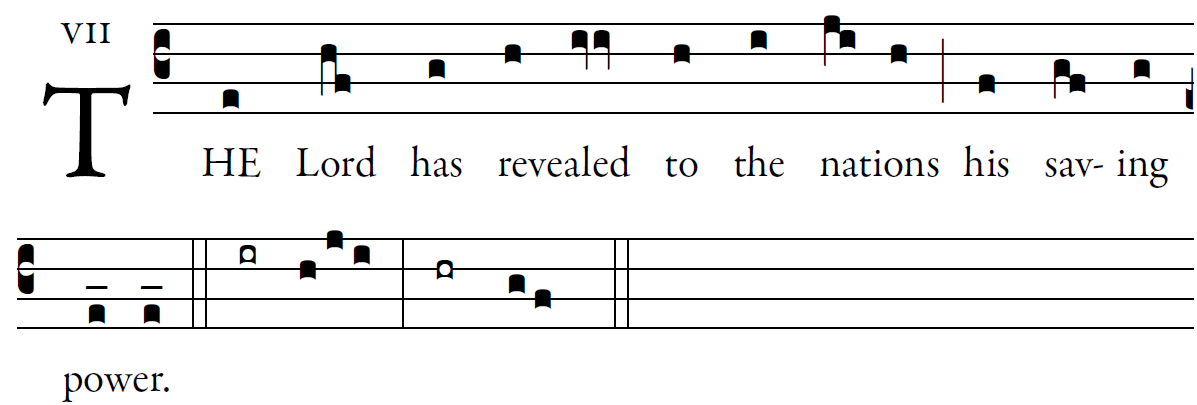 VII
THE Lord has revealed to the nations his sav- ing
power.